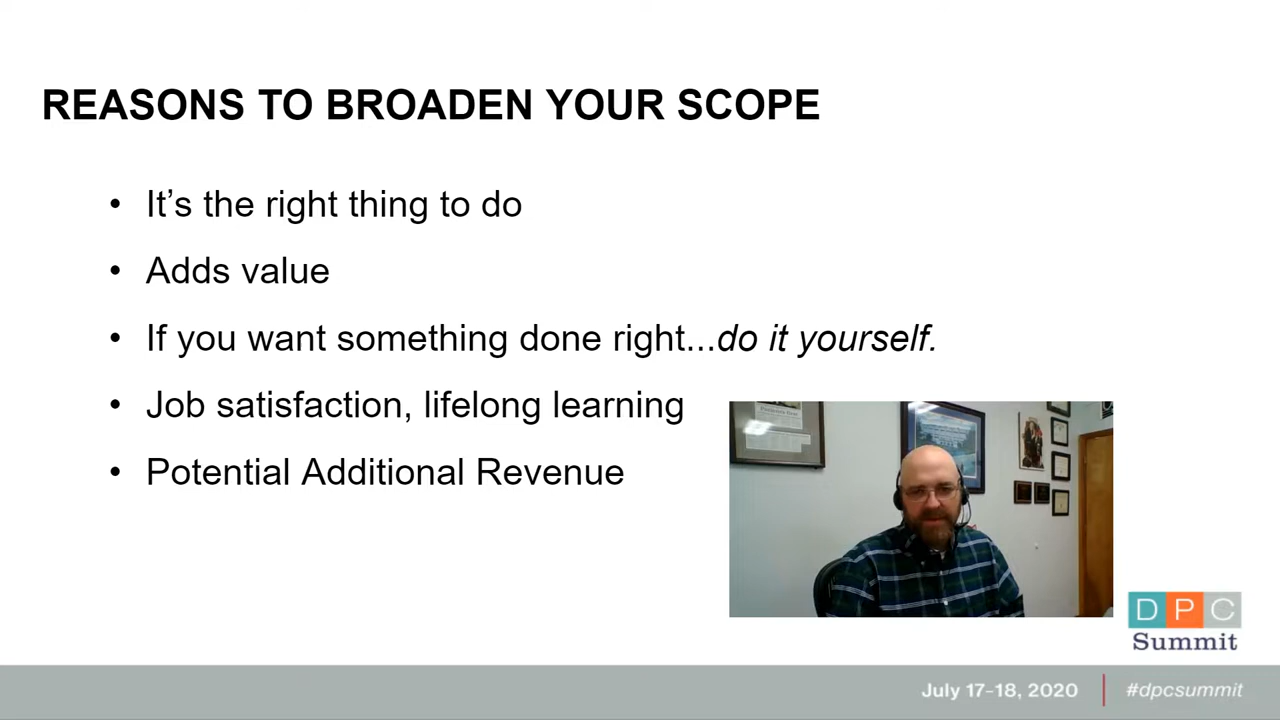 REASONS TO BROADEN YOUR SCOPE
• It’s the right thing to do
• Adds value
• If you want something done right...do it yourself.
• Job satisfaction, lifelong learning
• Potential Additional Revenue
DPC
Summit
July 17-18, 2020 | #dpcsummit